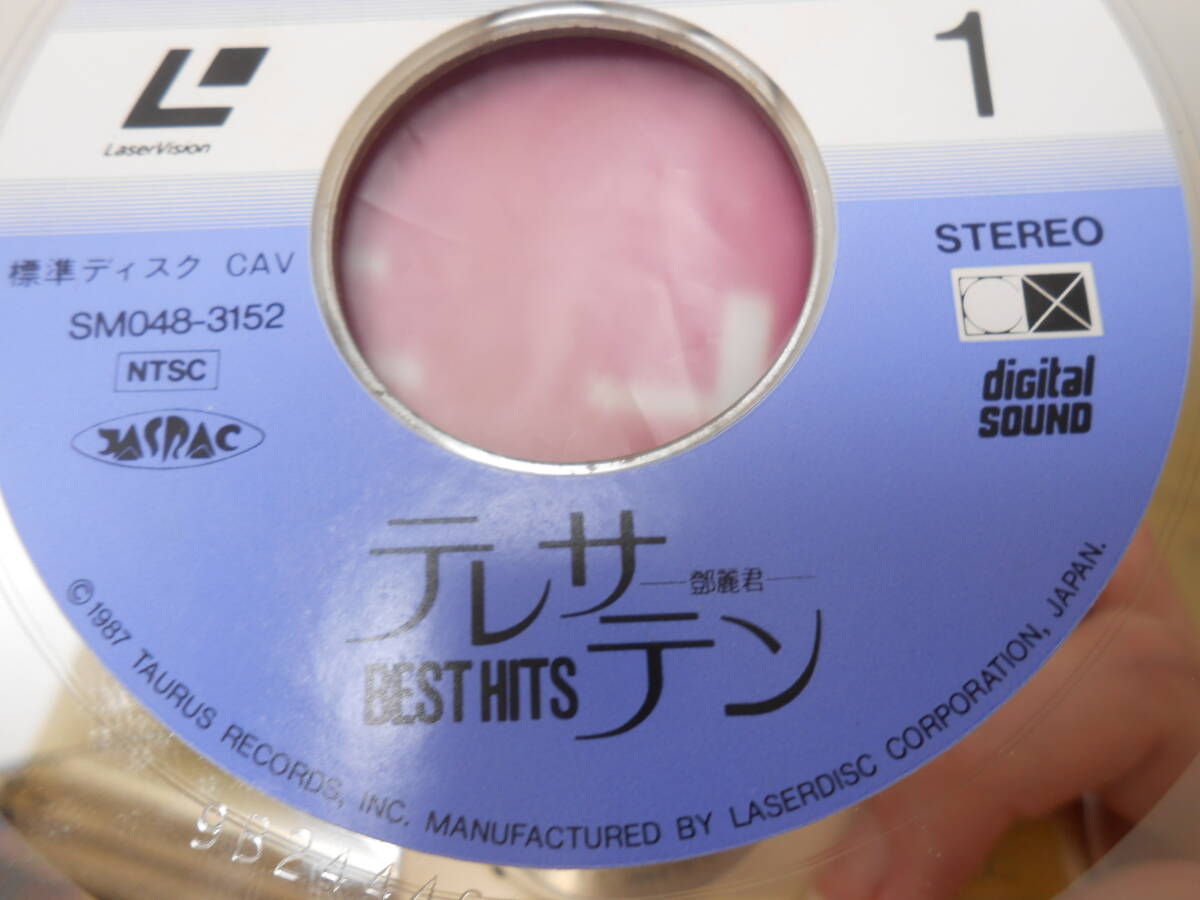 LaserVision
1
標準ディスク CAV
SM048-3152
NTSC
JASRAC
STEREO
digital
SOUND
テレサ
鄧麗君
テン
BEST HITS
©1987 TAURUS RECORDS, INC. MANUFACTURED BY LASERDISC CORPORATION, JAPAN.